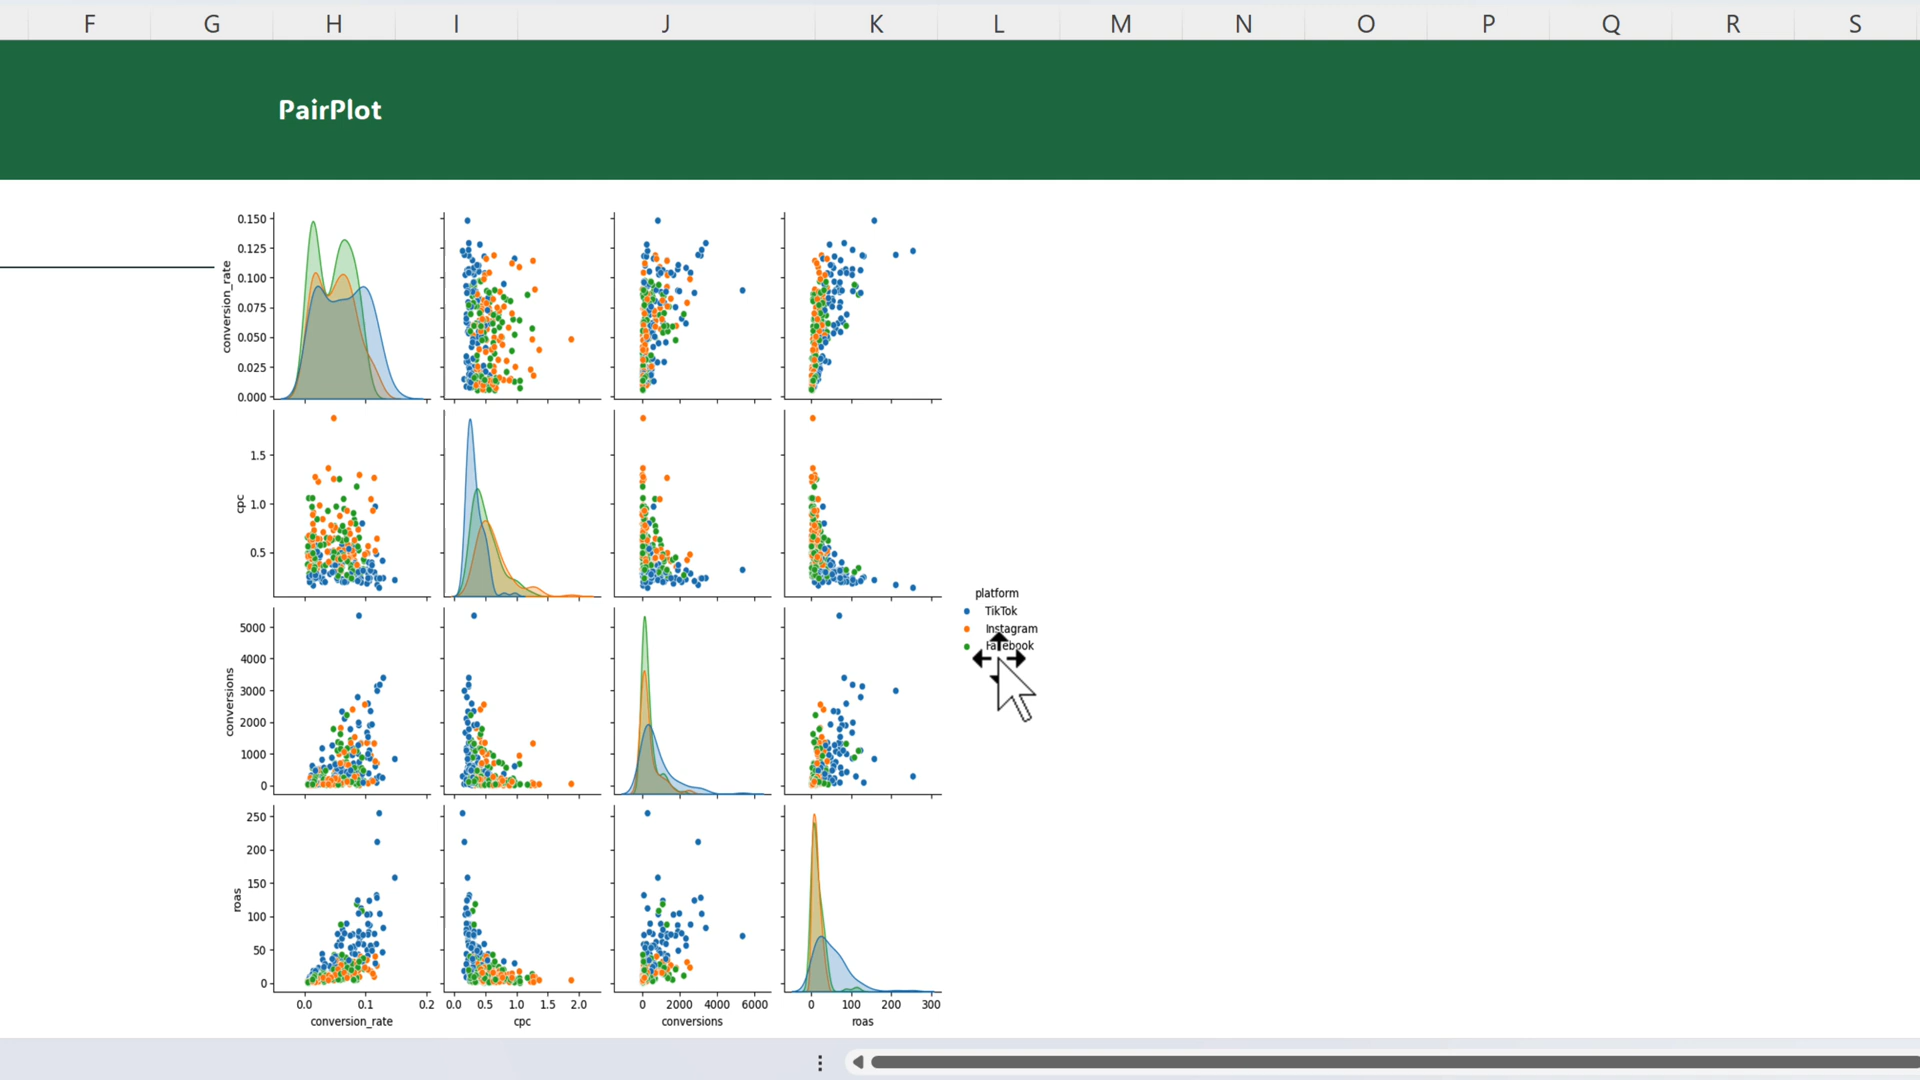 F G H I J K L M N O P Q R S
PairPlot
0.150
0.125
0.100
0.075
0.050
0.025
0.000
conversion_rate
1.5
1.0
0.5
cpc
5000
4000
3000
2000
1000
0
conversions
250
200
150
100
50
0
roas
0.0 0.1 0.2 0.0 0.5 1.0 1.5 2.0 0 2000 4000 6000 0 100 200 300
conversion_rate cpc conversions roas
platform
TikTok
Instagram
Facebook